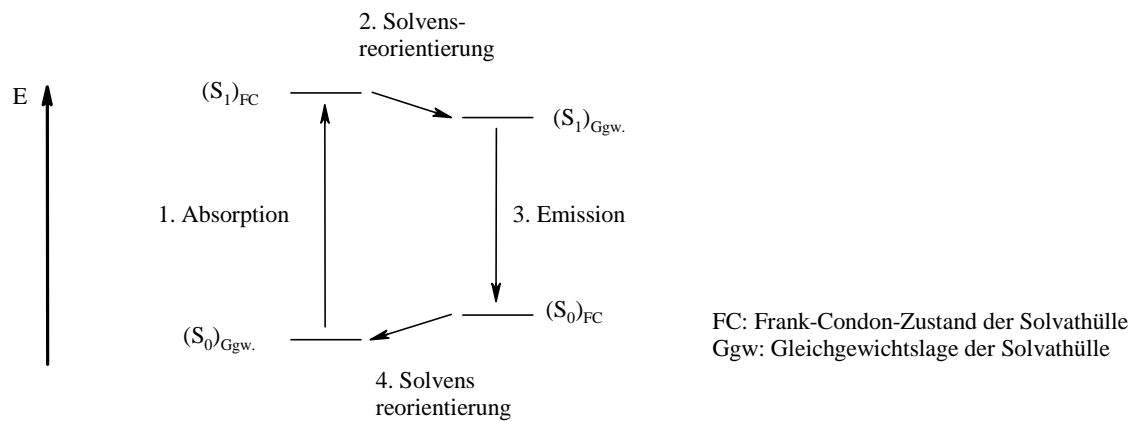 2. Solvens-
reorientierung
E
(S1)FC
(S1)Ggw.
1. Absorption
3. Emission
(S0)FC
(S0)Ggw.
FC: Frank-Condon-Zustand der Solvathülle
Ggw: Gleichgewichtslage der Solvathülle
4. Solvens
reorientierung